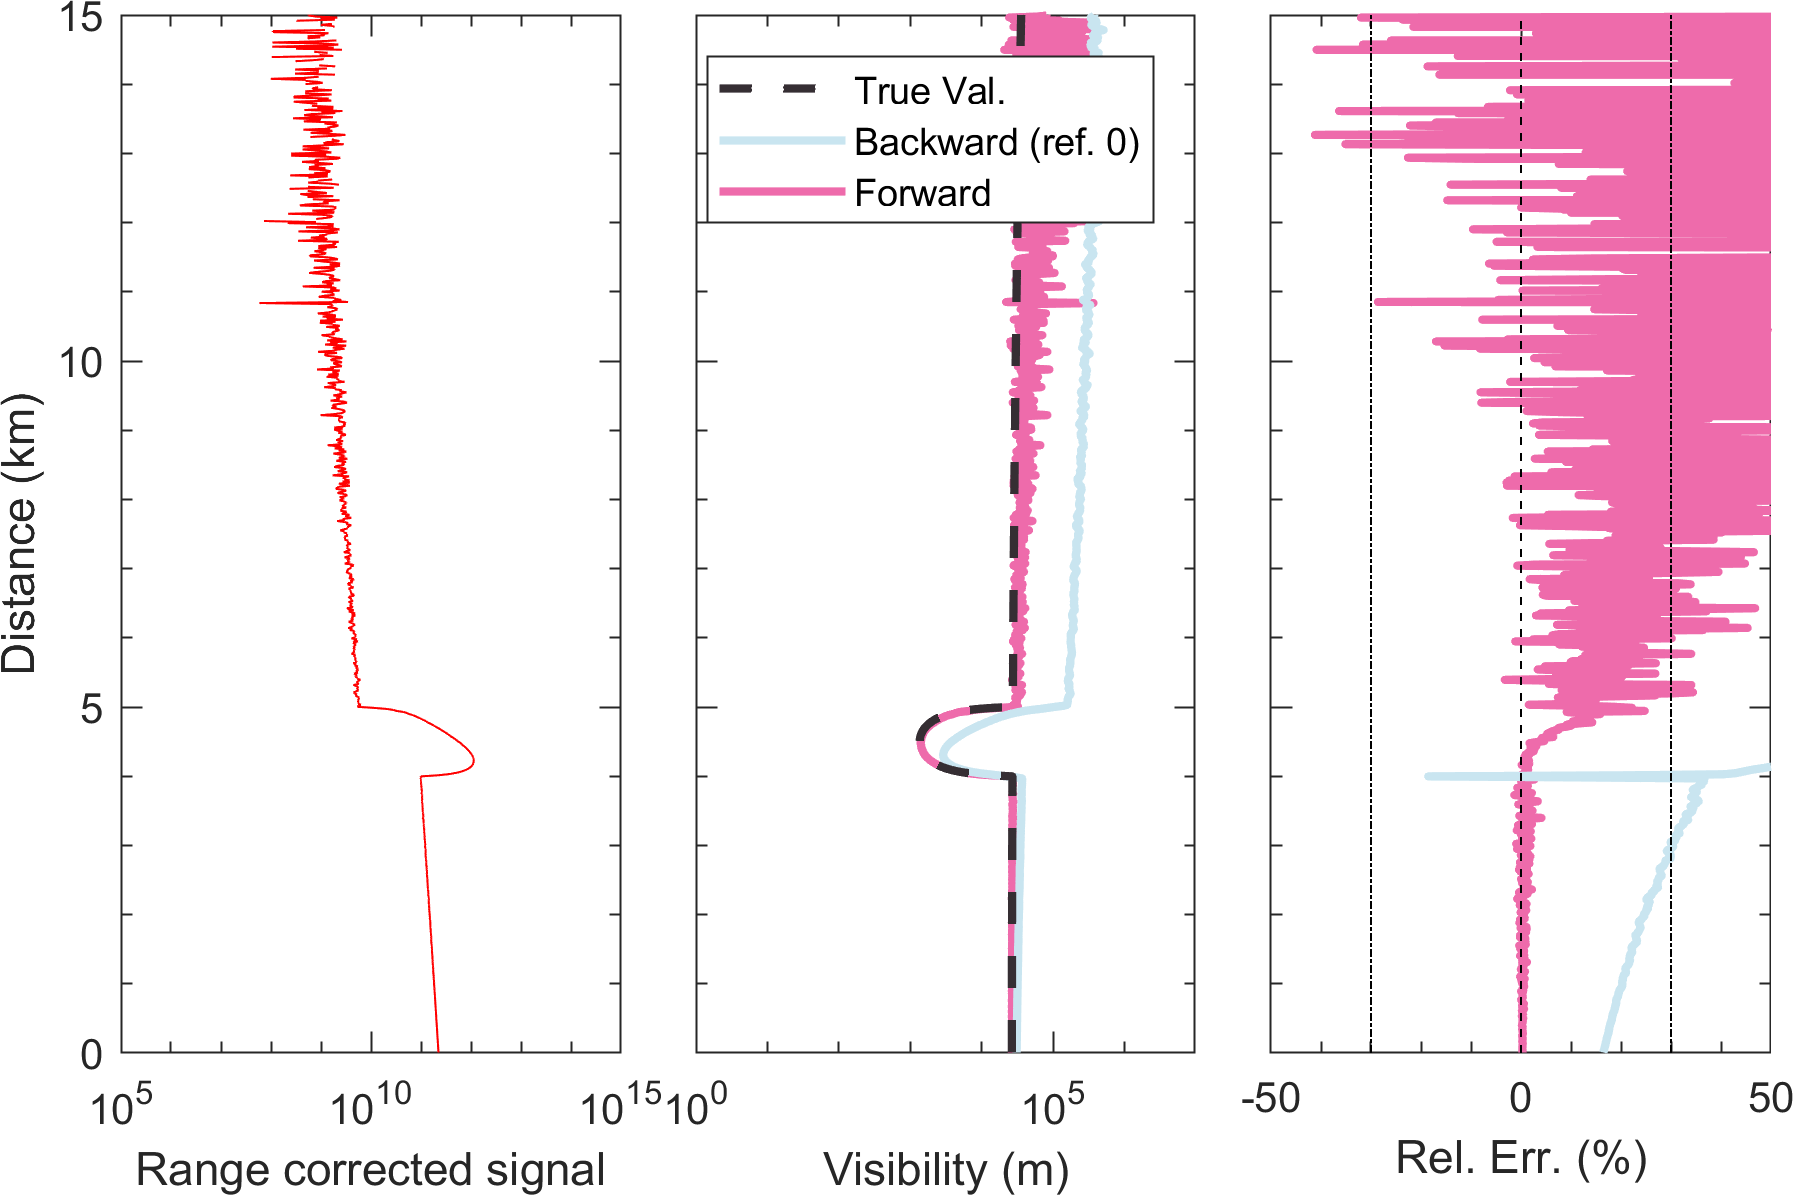 15
10
5
0
Distance (km)
10^5
10^10
10^15
Range corrected signal
True Val.
Backward (ref. 0)
Forward
10^0
10^5
Visibility (m)
-50
0
50
Rel. Err. (%)